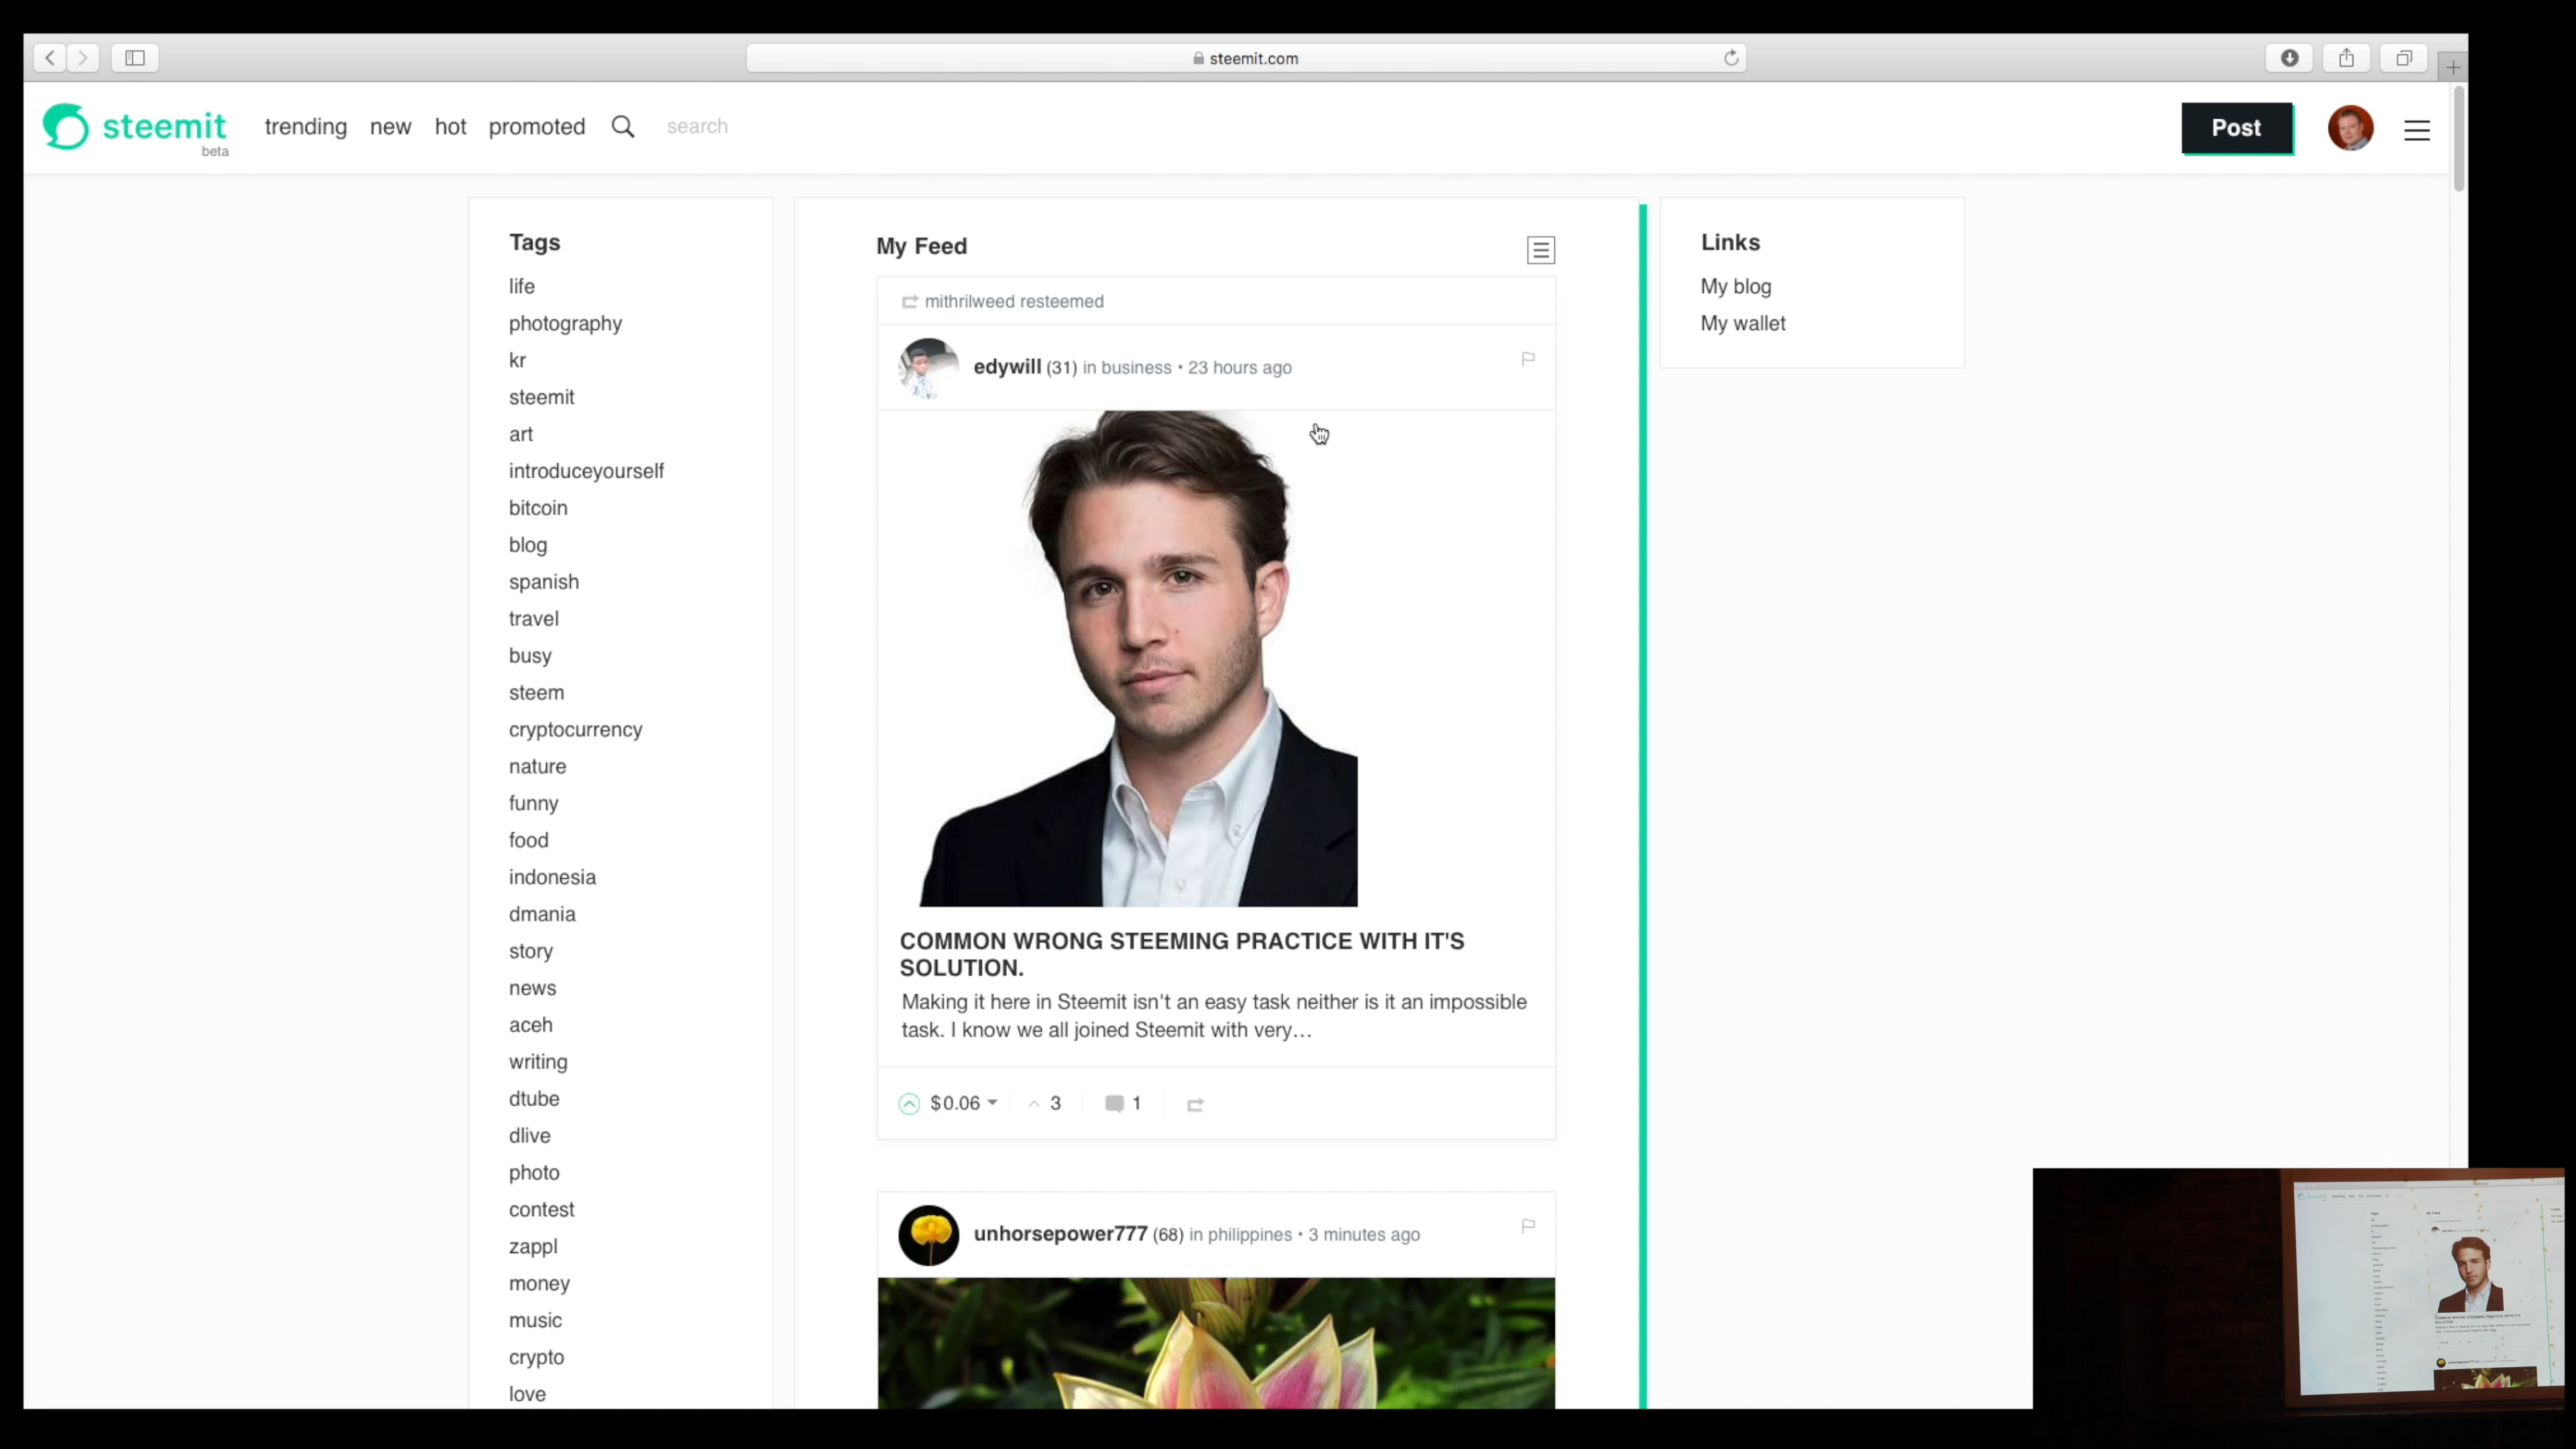 steemit.com
steemit
beta
trending new hot promoted search
Post
Tags
life
photography
kr
steemit
art
introduceyourself
bitcoin
blog
spanish
travel
busy
steem
cryptocurrency
nature
funny
food
indonesia
dmania
story
news
aceh
writing
dtube
dlive
photo
contest
zappl
money
music
crypto
love
My Feed
mithrilweed resteemed
edywill (31) in business • 23 hours ago
COMMON WRONG STEEMING PRACTICE WITH IT'S
SOLUTION.
Making it here in Steemit isn't an easy task neither is it an impossible
task. I know we all joined Steemit with very...
$0.06 3 1
unhorsepower777 (68) in philippines • 3 minutes ago
Links
My blog
My wallet